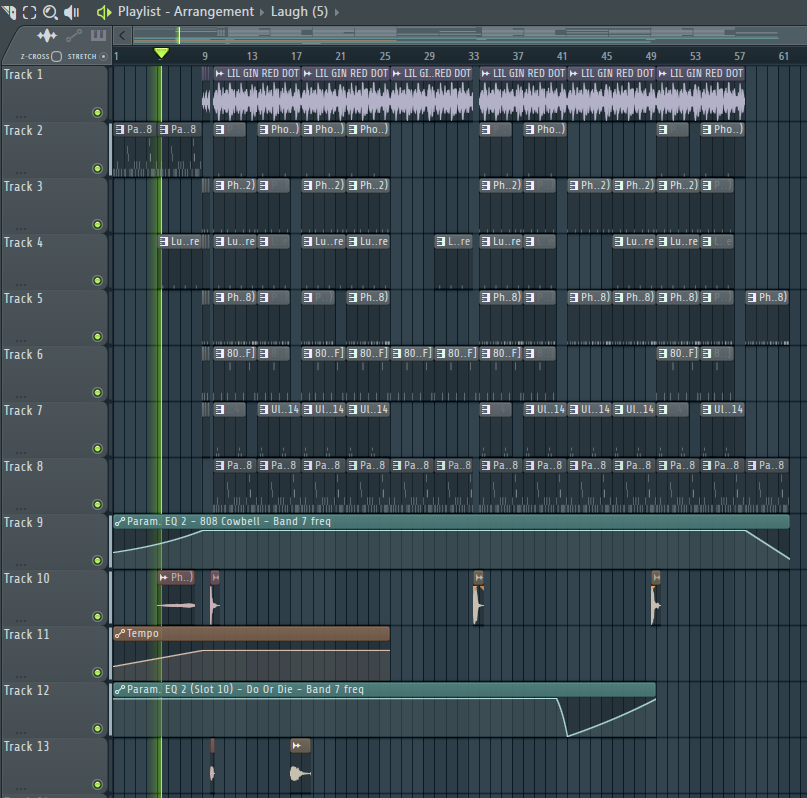 Playlist - Arrangement › Laugh (5) ›
Z-CROSS STRETCH 1 9 13 17 21 25 29 33 37 41 45 49 53 57 61
Track 1 LIL GIN RED DOT LIL GIN RED DOT LIL GI..RED DOT LIL GIN RED DOT LIL GIN RED DOT LIL GIN RED DOT
Track 2 Pa..8 Pa..8 Pho..) Pho..) Pho..) Pho..) Pho..)
Track 3 Ph..2) Ph..2) Ph..2) Ph..2) Ph..2) Ph..2) Ph..2)
Track 4 Lu..re Lu..re Lu..re Lu..re L..re Lu..re Lu..re Lu..re
Track 5 Ph..8) Ph..8) Ph..8) Ph..8) Ph..8) Ph..8) Ph..8)
Track 6 80..F] 80..F] 80..F] 80..F] 80..F] 80..F] 80..F]
Track 7 Ul..14 Ul..14 Ul..14 Ul..14 Ul..14 Ul..14 Ul..14
Track 8 Pa..8 Pa..8 Pa..8 Pa..8 Pa..8 Pa..8 Pa..8 Pa..8 Pa..8 Pa..8 Pa..8 Pa..8 Pa..8
Track 9 Param. EQ 2 - 808 Cowbell - Band 7 freq
Track 10 Ph..)
Track 11 Tempo
Track 12 Param. EQ 2 (Slot 10) - Do Or Die - Band 7 freq
Track 13